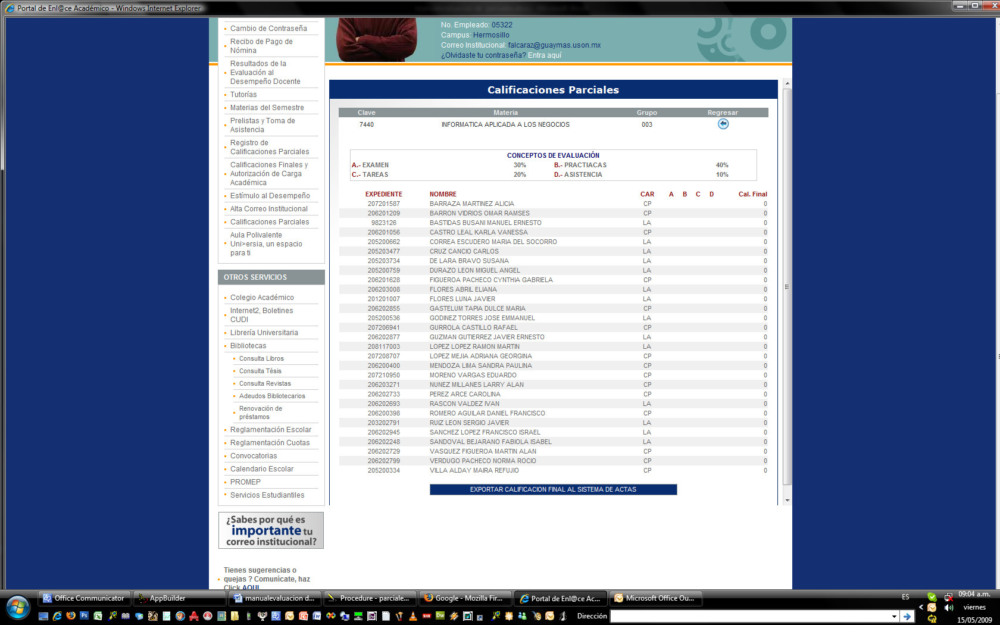 Portal de Enl@ce Académico - Windows Internet Explorer
Cambio de Contraseña
Recibo de Pago de
Nómina
Resultados de la
Evaluación al
Desempeño Docente
Tutorías
Materias del Semestre
Prelistas y Toma de
Asistencia
Registro de
Calificaciones Parciales
Calificaciones Finales y
Autorización de Carga
Académica
Estímulo al Desempeño
Alta Correo Institucional
Calificaciones Parciales
Aula Polivalente
Uni>ersia, un espacio
para ti
OTROS SERVICIOS
Colegio Académico
Internet2, Boletines
CUDI
Librería Universitaria
Bibliotecas
Consulta Libros
Consulta Tésis
Consulta Revistas
Adeudos Bibliotecarios
Renovación de
préstamos
Reglamentación Escolar
Reglamentación Cuotas
Convocatorias
Calendario Escolar
PROMEP
Servicios Estudiantiles
¿Sabes por qué es
importante tu
correo institucional?
Tienes sugerencias o
quejas ? Comunícate, haz
Click AQUI
No. Empleado: 05322
Campus: Hermosillo
Correo Institucional: falcaraz@guaymas.uson.mx
¿Olvidaste tu contraseña? Entra aquí
Calificaciones Parciales
Clave Materia Grupo Regresar
7440 INFORMATICA APLICADA A LOS NEGOCIOS 003
CONCEPTOS DE EVALUACIÓN
A.- EXAMEN 30% B.- PRACTIACAS 40%
C.- TAREAS 20% D.- ASISTENCIA 10%
EXPEDIENTE NOMBRE CAR A B C D Cal. Final
207201587 BARRAZA MARTINEZ ALICIA CP 0
206201209 BARRON VIDRIOS OMAR RAMSES CP 0
9823126 BASTIDAS BUSANI MANUEL ERNESTO LA 0
206201056 CASTRO LEAL KARLA VANESSA CP 0
205200662 CORREA ESCUDERO MARIA DEL SOCORRO LA 0
205203477 CRUZ CANCIO CARLOS LA 0
205203734 DE LARA BRAVO SUSANA LA 0
205200759 DURAZO LEON MIGUEL ANGEL LA 0
206201628 FIGUEROA PACHECO CYNTHIA GABRIELA CP 0
206203008 FLORES ABRIL ELIANA LA 0
201201007 FLORES LUNA JAVIER LA 0
206202855 GASTELUM TAPIA DULCE MARIA CP 0
205200536 GODINEZ TORRES JOSE EMMANUEL LA 0
207206941 GURROLA CASTILLO RAFAEL CP 0
206202877 GUZMAN GUTIERREZ JAVIER ERNESTO LA 0
208117003 LOPEZ LOPEZ RAMON MARTIN LA 0
207208707 LOPEZ MEJIA ADRIANA GEORGINA CP 0
206200400 MENDOZA LIMA SANDRA PAULINA CP 0
207210950 MORENO VARGAS EDUARDO CP 0
206203271 NUNEZ MILLANES LARRY ALAN CP 0
206202733 PEREZ ARCE CAROLINA CP 0
206202693 RASCON VALDEZ IVAN LA 0
206200398 ROMERO AGUILAR DANIEL FRANCISCO CP 0
203202791 RUIZ LEON SERGIO JAVIER LA 0
206202945 SANCHEZ LOPEZ FRANCISCO ISRAEL LA 0
206202248 SANDOVAL BEJARANO FABIOLA ISABEL LA 0
206202729 VASQUEZ FIGUEROA MARTIN ALAN CP 0
206202799 VERDUGO PACHECO NORMA ROCIO CP 0
205200334 VILLA ALDAY MAIRA REFUJIO CP 0
EXPORTAR CALIFICACION FINAL AL SISTEMA DE ACTAS
Office Communicator AppBuilder manualevaluacion d... Procedure - parciale... Google - Mozilla Fir... Portal de Enl@ce Ac... Microsoft Office Ou... ES 09:04 a.m.
viernes
Dirección 15/05/2009